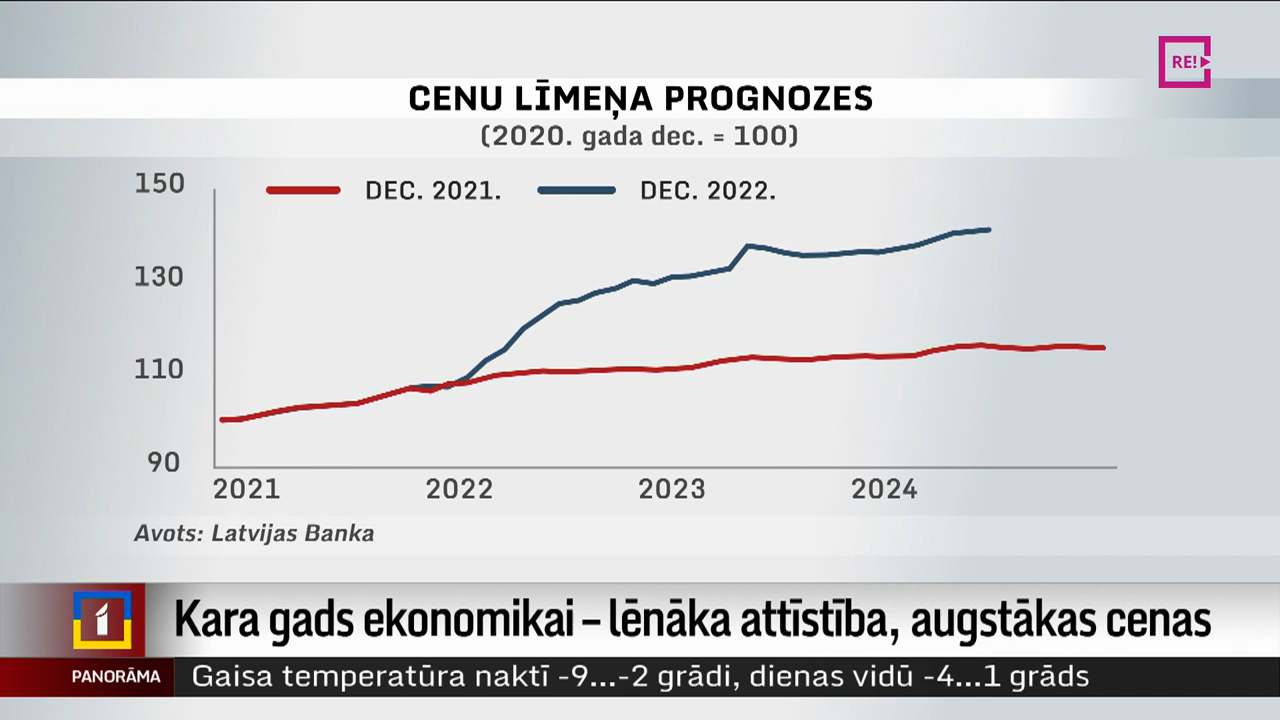 RE!
CENU LĪMEŅA PROGNOZES
(2020. gada dec. = 100)
150
DEC. 2021.
DEC. 2022.
130
110
90
2021
2022
2023
2024
Avots: Latvijas Banka
1
Kara gads ekonomikai – lēnāka attīstība, augstākas cenas
PANORĀMA
Gaisa temperatūra naktī -9...-2 grādi, dienas vidū -4...1 grāds